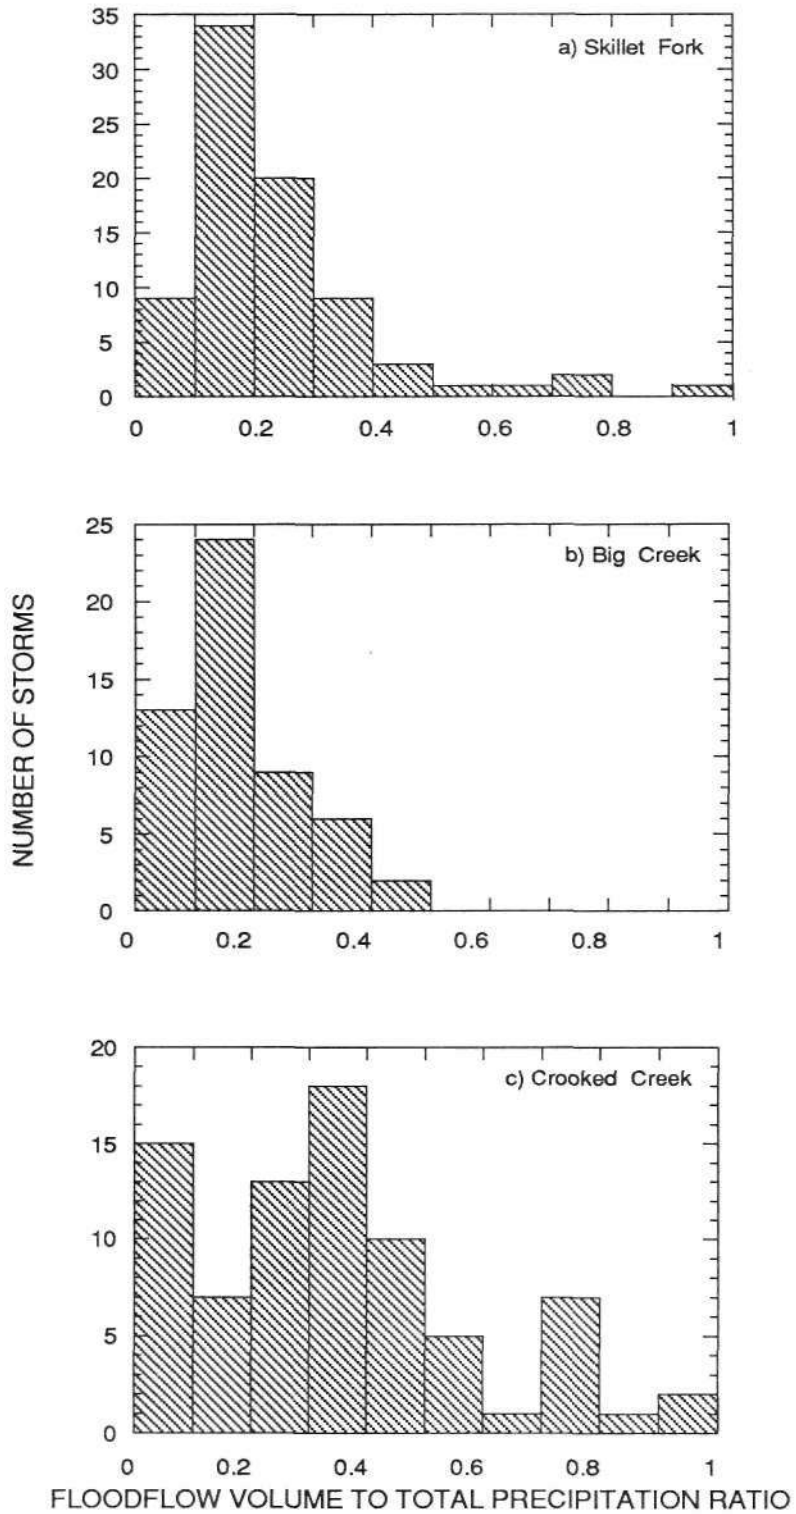 35
a) Skillet Fork
30
25
20
15
10
5
0
0 0.2 0.4 0.6 0.8 1
25
b) Big Creek
20
15
10
5
0
0 0.2 0.4 0.6 0.8 1
NUMBER OF STORMS
20
c) Crooked Creek
15
10
5
0
0 0.2 0.4 0.6 0.8 1
FLOODFLOW VOLUME TO TOTAL PRECIPITATION RATIO